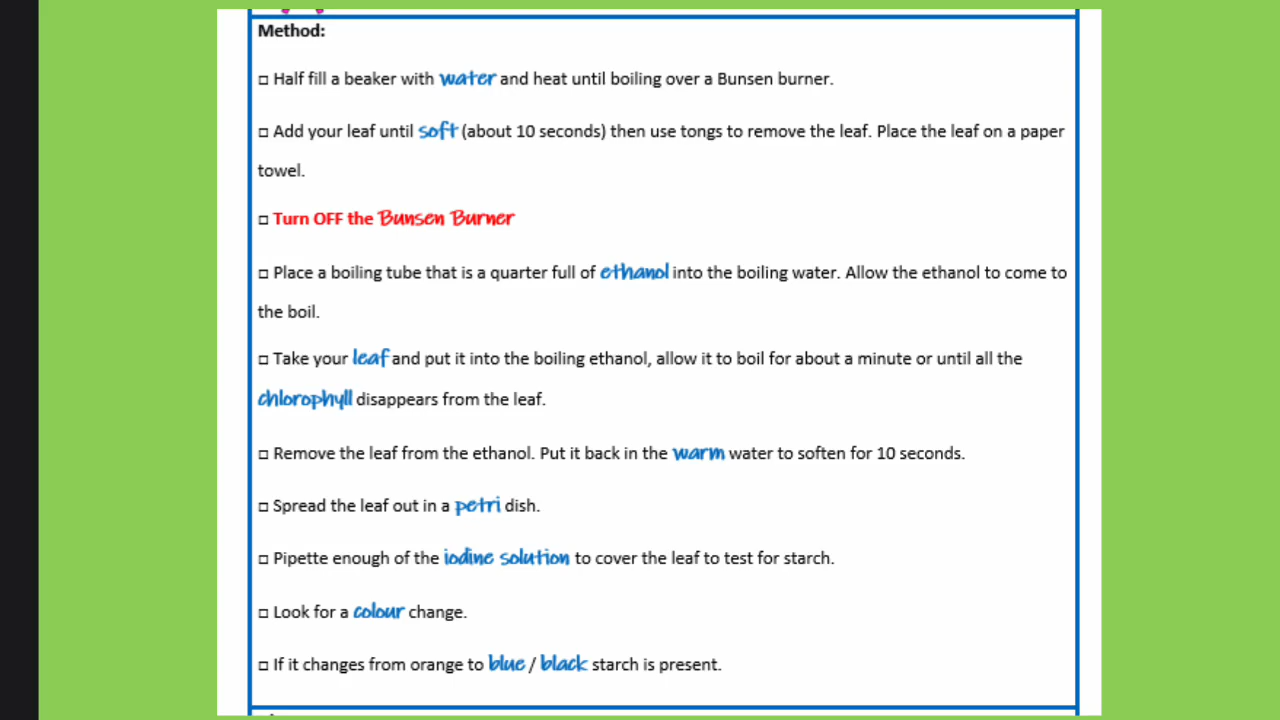 Method:
□ Half fill a beaker with water and heat until boiling over a Bunsen burner.
□ Add your leaf until soft (about 10 seconds) then use tongs to remove the leaf. Place the leaf on a paper
towel.
□ Turn OFF the Bunsen Burner
□ Place a boiling tube that is a quarter full of ethanol into the boiling water. Allow the ethanol to come to
the boil.
□ Take your leaf and put it into the boiling ethanol, allow it to boil for about a minute or until all the
chlorophyll disappears from the leaf.
□ Remove the leaf from the ethanol. Put it back in the warm water to soften for 10 seconds.
□ Spread the leaf out in a petri dish.
□ Pipette enough of the iodine solution to cover the leaf to test for starch.
□ Look for a colour change.
□ If it changes from orange to blue / black starch is present.